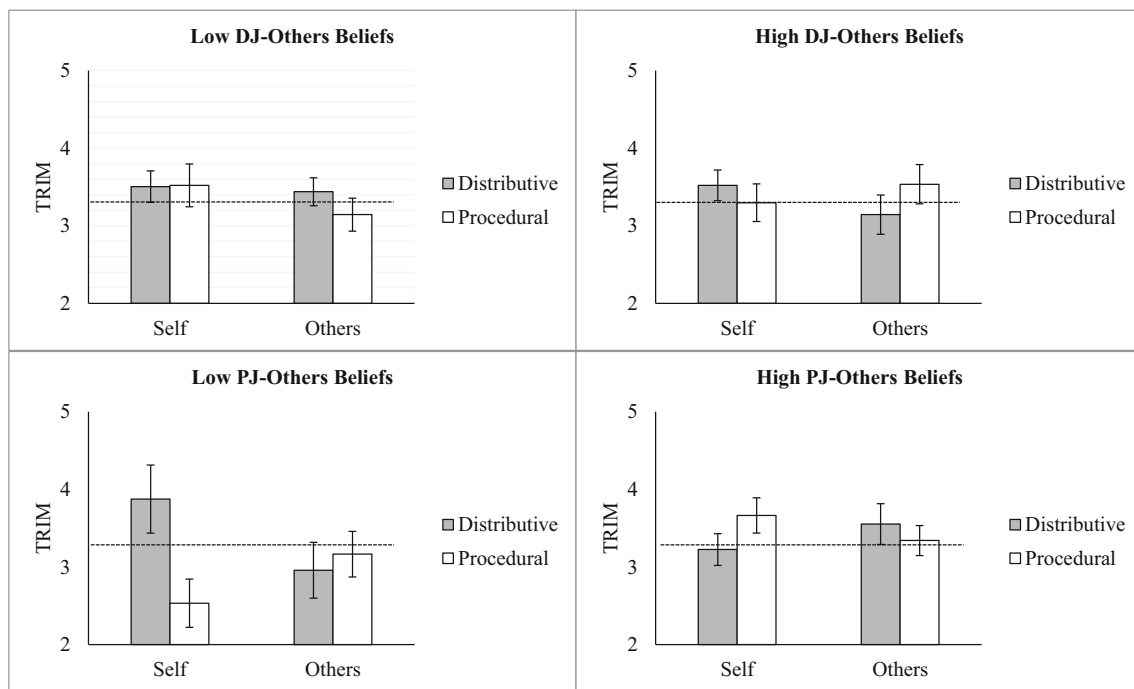 Low DJ-Others Beliefs
5
4
3
2
TRIM
Self
Others
Distributive
Procedural
High DJ-Others Beliefs
5
4
3
2
TRIM
Self
Others
Distributive
Procedural
Low PJ-Others Beliefs
5
4
3
2
TRIM
Self
Others
Distributive
Procedural
High PJ-Others Beliefs
5
4
3
2
TRIM
Self
Others
Distributive
Procedural